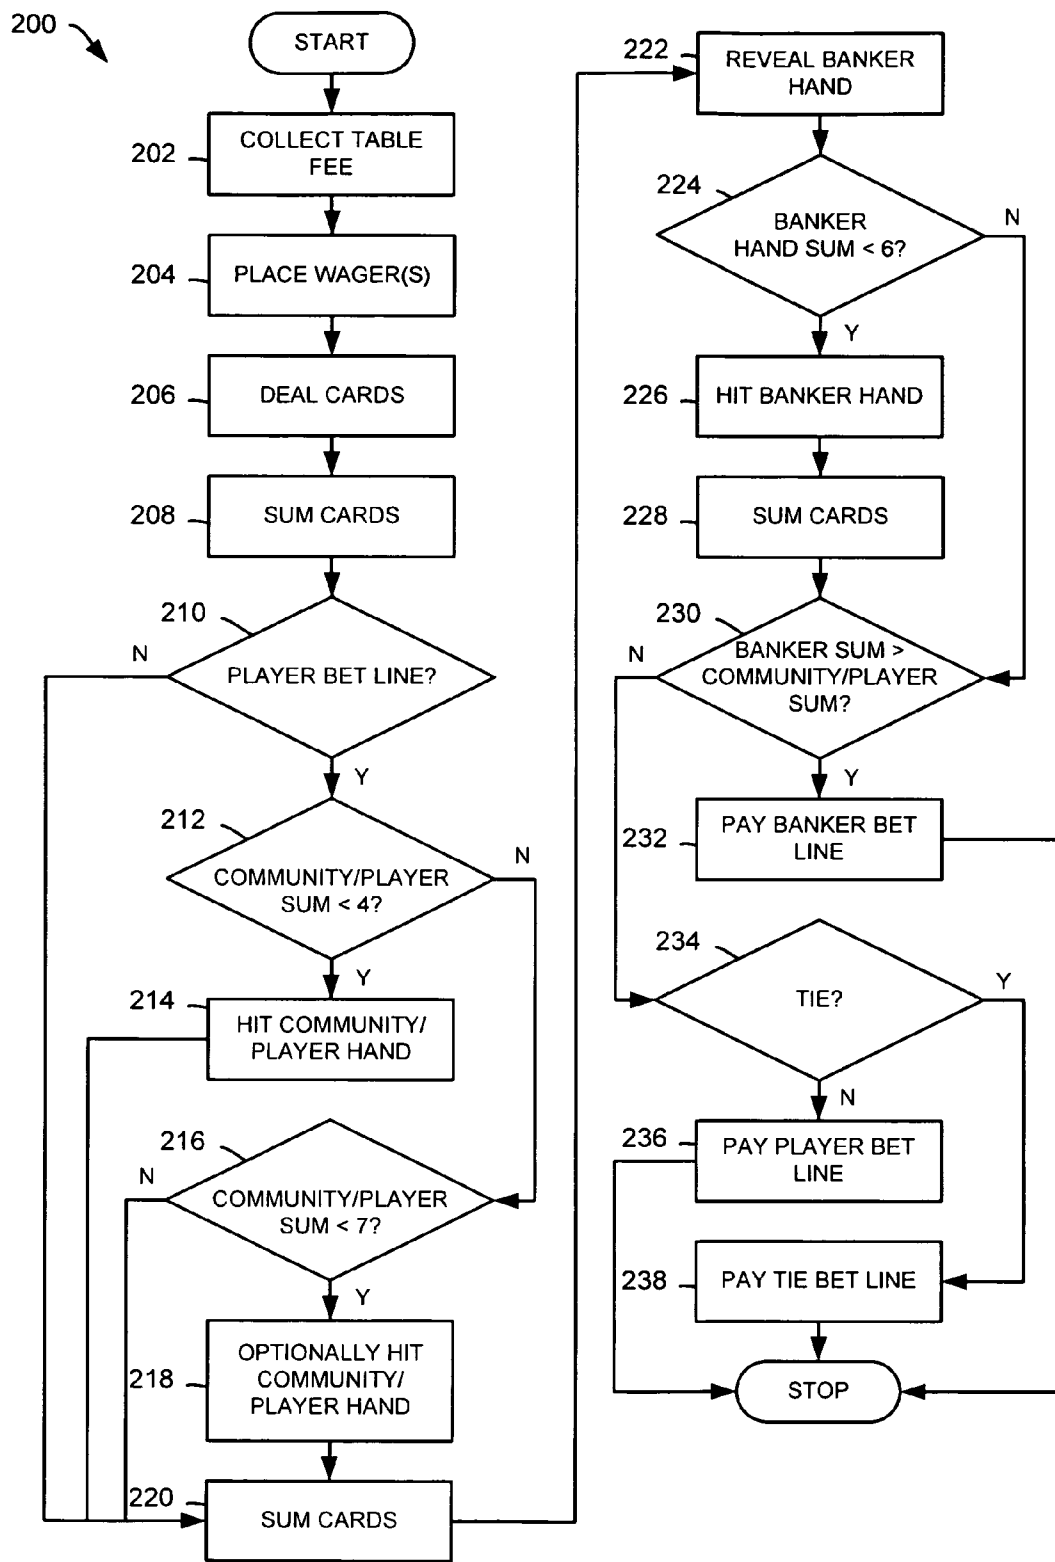 200
START
202
COLLECT TABLE
FEE
204
PLACE WAGER(S)
206
DEAL CARDS
208
SUM CARDS
210
N
PLAYER BET LINE?
Y
212
N
COMMUNITY/PLAYER
SUM < 4?
Y
214
HIT COMMUNITY/
PLAYER HAND
216
N
COMMUNITY/PLAYER
SUM < 7?
Y
218
OPTIONALLY HIT
COMMUNITY/
PLAYER HAND
220
SUM CARDS
222
REVEAL BANKER
HAND
224
N
BANKER
HAND SUM < 6?
Y
226
HIT BANKER HAND
228
SUM CARDS
230
N
BANKER SUM >
COMMUNITY/PLAYER
SUM?
Y
232
PAY BANKER BET
LINE
234
Y
TIE?
N
236
PAY PLAYER BET
LINE
238
PAY TIE BET LINE
STOP